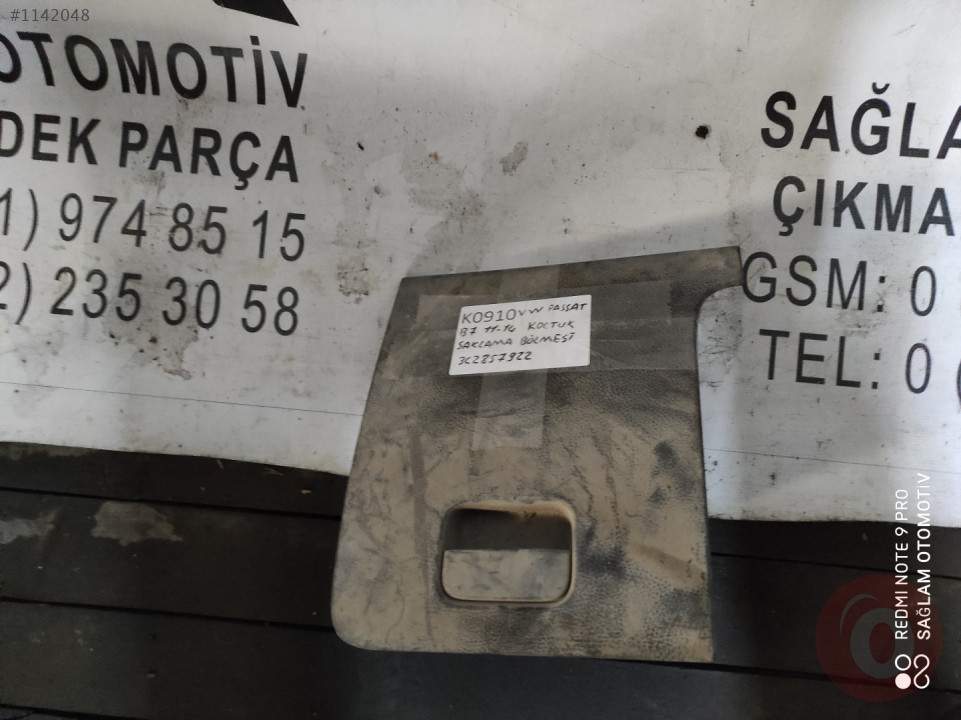 #1142048
OTOMOTİV
DEK PARÇA
1) 974 85 15
2) 235 30 58
SAĞLA
ÇIKMA
GSM: 0
TEL: 0 (
K0910 VW PASSAT
B7 11-14 KOLTUK
SAKLAMA BÖLMESİ
3C2857922
REDMI NOTE 9 PRO
SAĞLAM OTOMOTİV